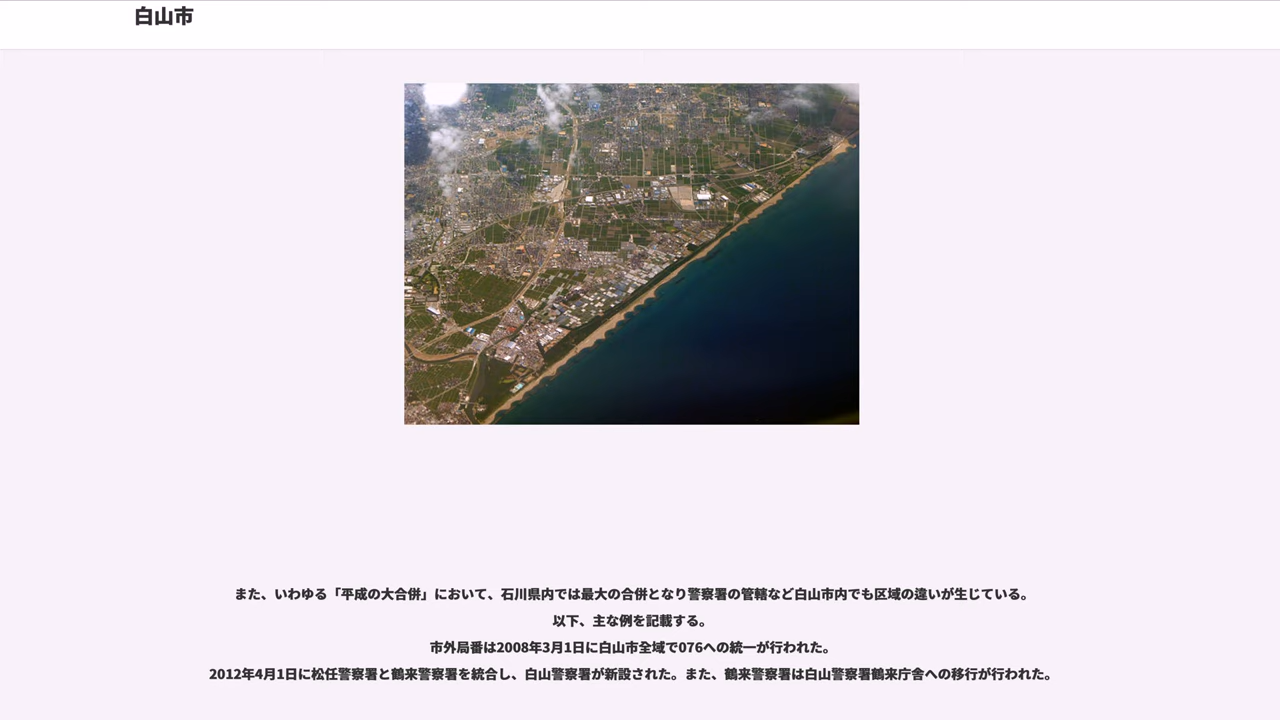 白山市
また、いわゆる「平成の大合併」において、石川県内では最大の合併となり警察署の管轄など白山市内でも区域の違いが生じている。
以下、主な例を記載する。
市外局番は2008年3月1日に白山市全域で076への統一が行われた。
2012年4月1日に松任警察署と鶴来警察署を統合し、白山警察署が新設された。また、鶴来警察署は白山警察署鶴来庁舎への移行が行われた。